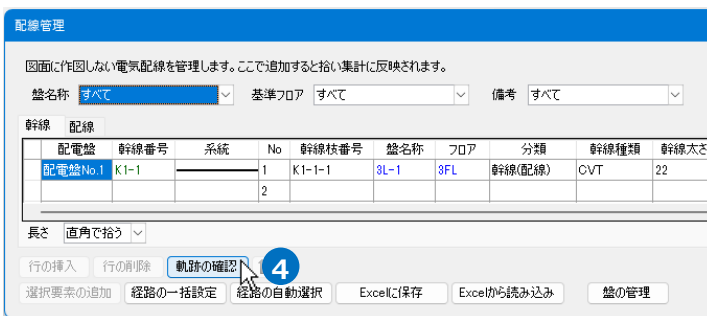 配線管理
図面に作図しない電気配線を管理します。ここで追加すると拾い集計に反映されます。
盤名称 すべて 基準フロア すべて 備考 すべて
幹線 配線
配電盤 幹線番号 系統 No 幹線枝番号 盤名称 フロア 分類 幹線種類 幹線太さ
配電盤No.1 K1-1 1 K1-1-1 3L-1 3FL 幹線(配線) CVT 22
2
長さ 直角で拾う
行の挿入 行の削除 軌跡の確認 4
選択要素の追加 経路の一括設定 経路の自動選択 Excelに保存 Excelから読み込み 盤の管理